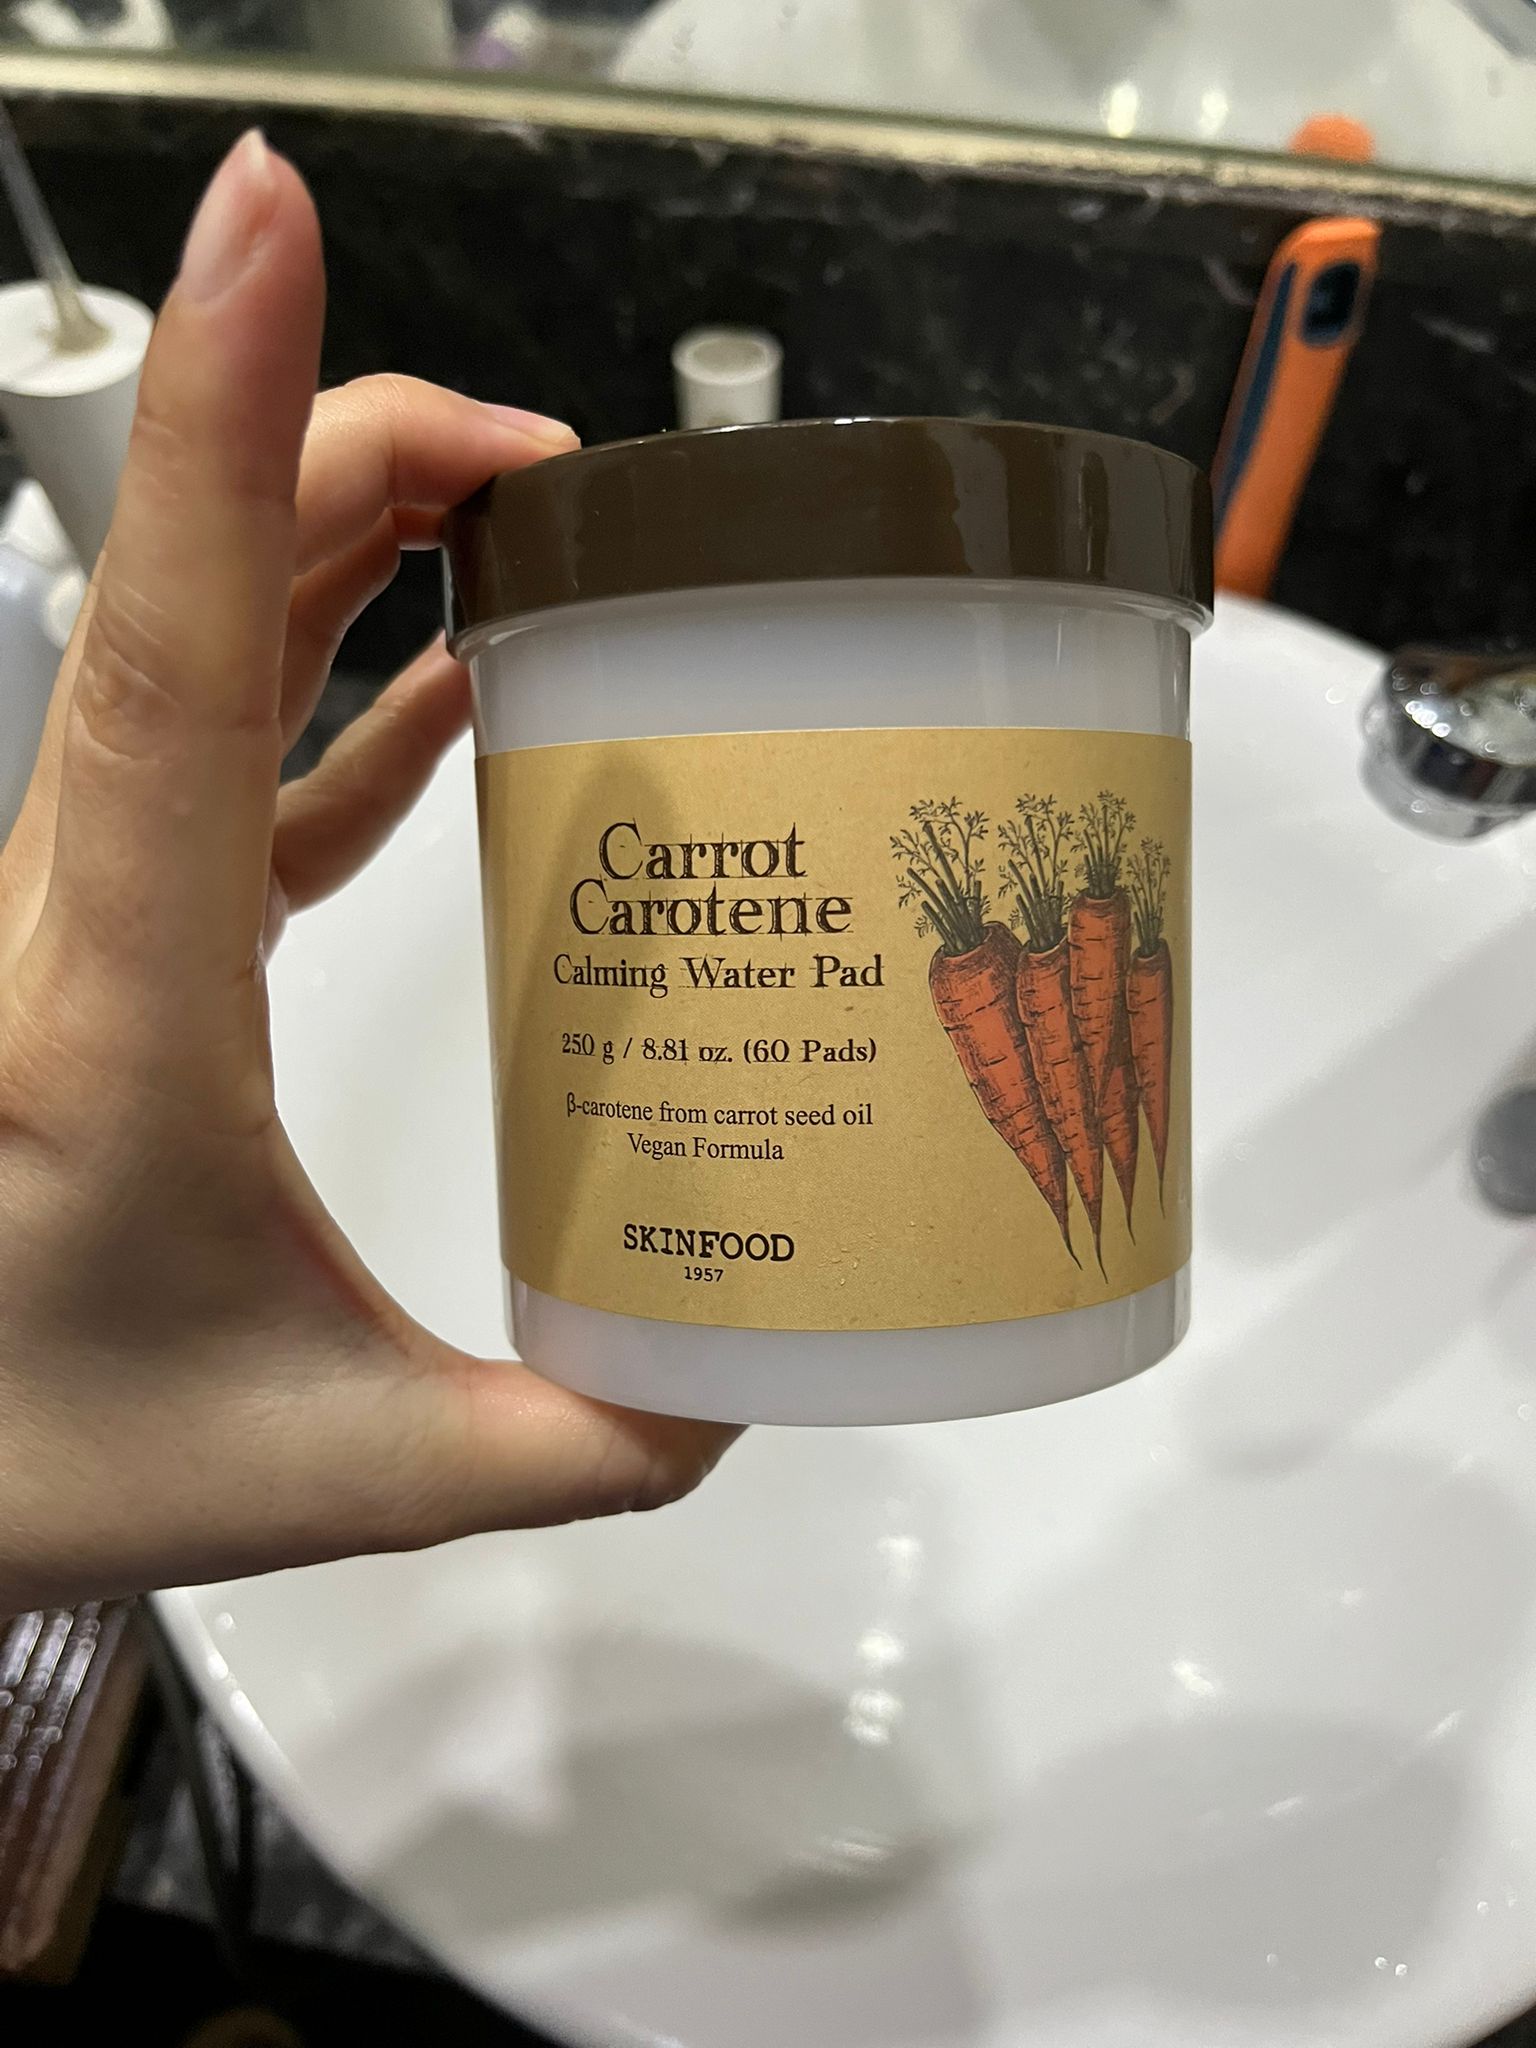 Carrot
Carotene
Calming Water Pad
250 g / 8.81 oz. (60 Pads)
β-carotene from carrot seed oil
Vegan Formula
SKINFOOD
1957